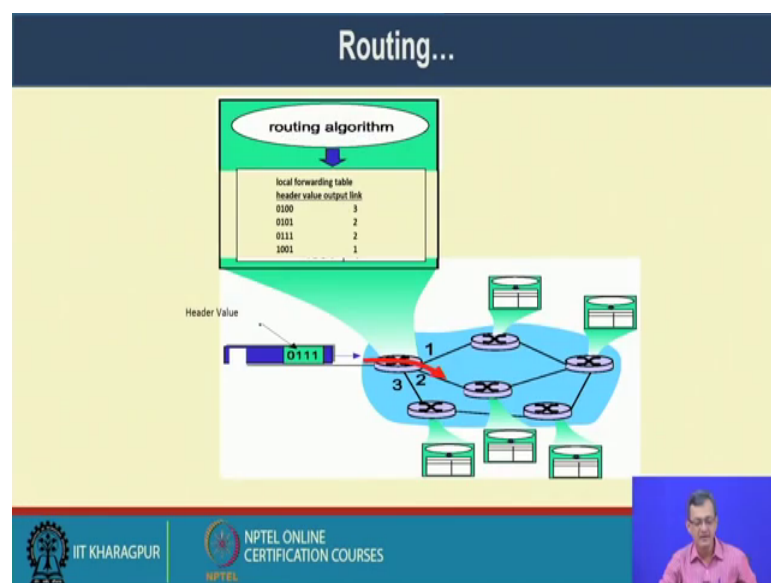 Routing...
routing algorithm
local forwarding table
header value output link
0100 3
0101 2
0111 2
1001 1
Header Value
0111
1
3 2
IIT KHARAGPUR
NPTEL ONLINE
CERTIFICATION COURSES
NPTEL